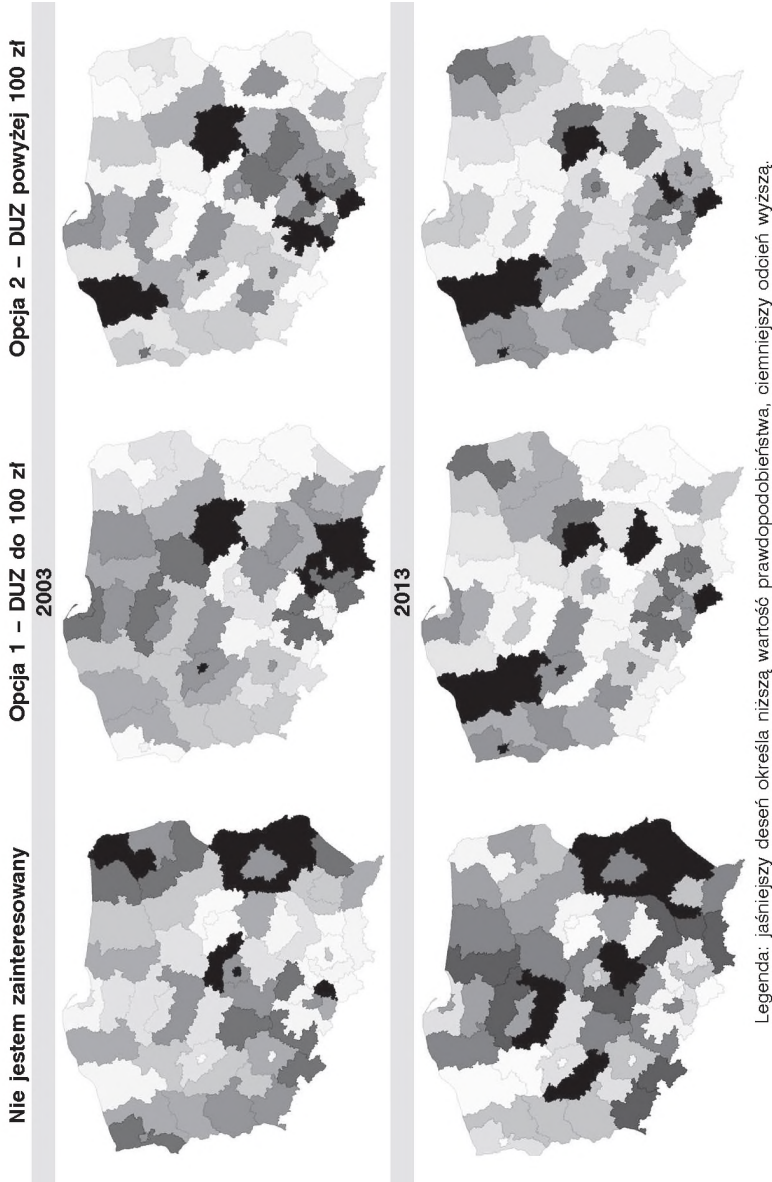 Nie jestem zainteresowany
Opcja 1 – DUZ do 100 zł
Opcja 2 – DUZ powyżej 100 zł
2003
2013
Legenda: jaśniejszy deseń określa niższą wartość prawdopodobieństwa, ciemniejszy odcień wyższą.